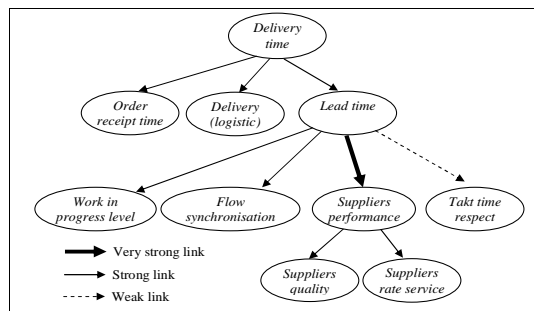 Delivery
time
Order
receipt time
Delivery
(logistic)
Lead time
Work in
progress level
Flow
synchronisation
Suppliers
performance
Takt time
respect
Very strong link
Strong link
Weak link
Suppliers
quality
Suppliers
rate service